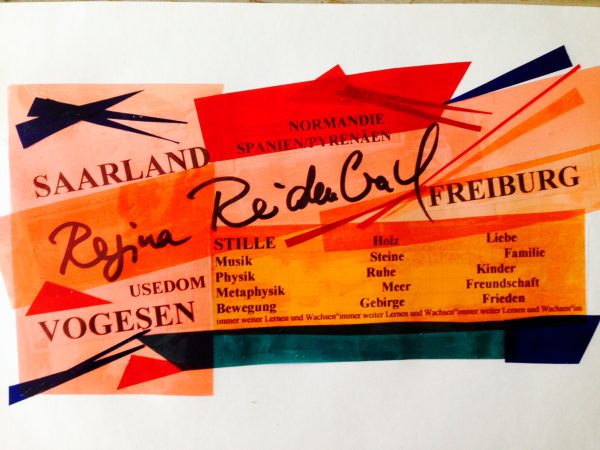 NORMANDIE
SPANIEN/PYRENÄEN
SAARLAND
FREIBURG
Regina
STILLE Holz Liebe
Musik Steine Familie
Physik Ruhe Kinder
Metaphysik Meer Freundschaft
Bewegung Gebirge Frieden
immer weiter Lernen und Wachsen"immer weiter Lernen und Wachsen"immer weiter Lernen und Wachsen"im
USEDOM
VOGESEN